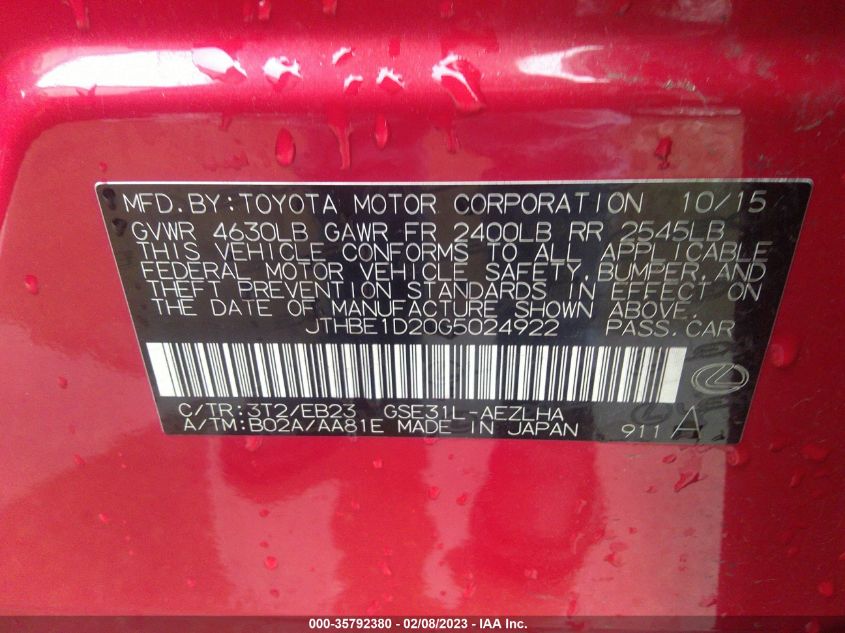 MFD.BY:TOYOTA MOTOR CORPORATION 10/15
GVWR 4630LB GAWR FR 2400LB RR 2545LB
THIS VEHICLE CONFORMS TO ALL APPLICABLE
FEDERAL MOTOR VEHICLE SAFETY,BUMPER,AND
THEFT PREVENTION STANDARDS IN EFFECT ON
THE DATE OF MANUFACTURE SHOWN ABOVE.
JTHBE1D20G5024922 PASS.CAR
C/TR:3T2/EB23 GSE31L-AEZLHA
A/TM:B02A/AA81E MADE IN JAPAN 911 A
000-35792380 - 02/08/2023 - IAA Inc.